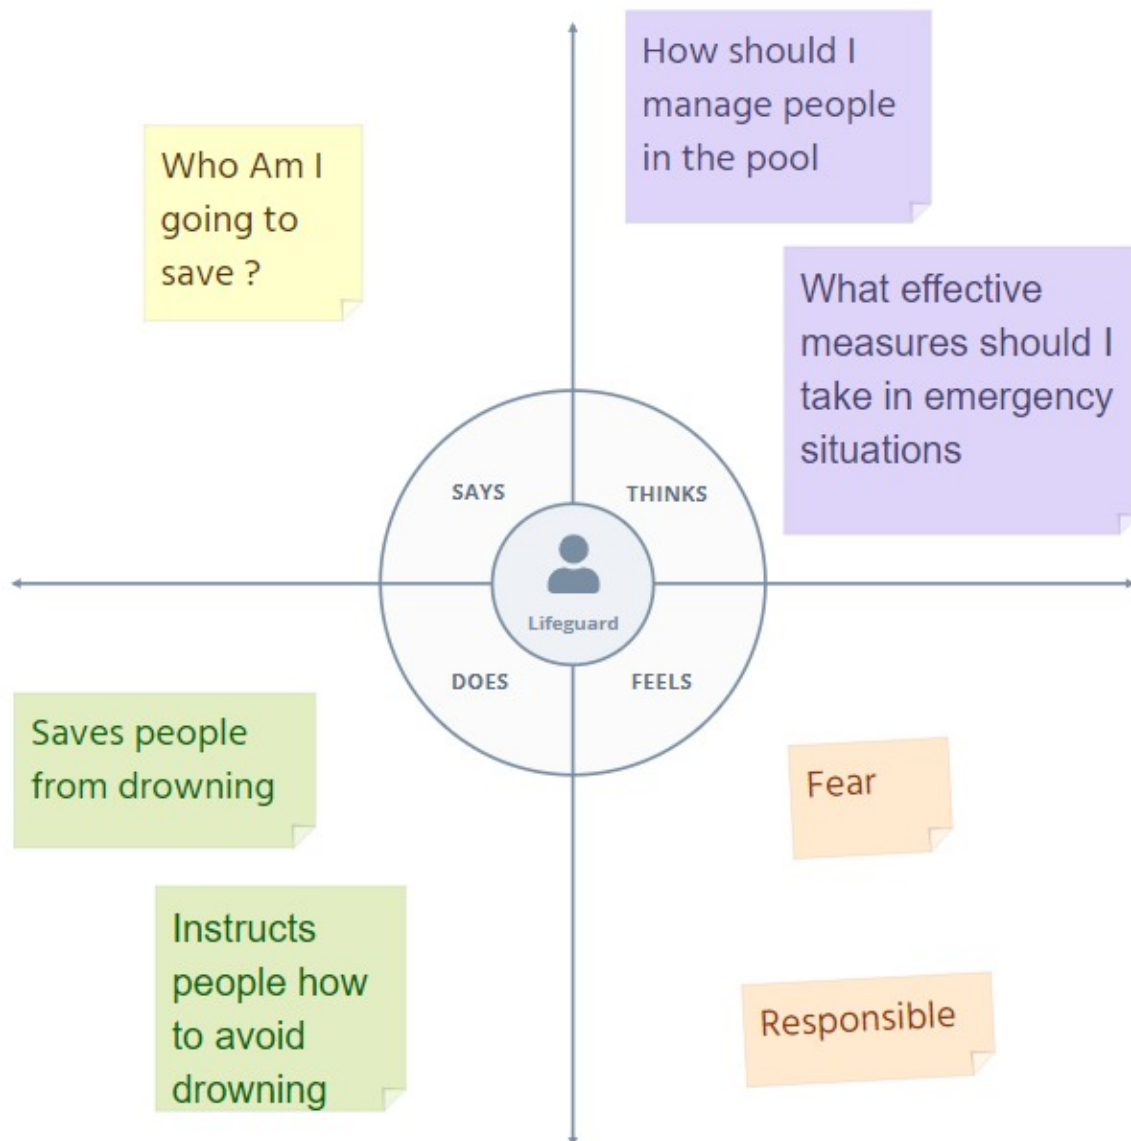 Who Am I
going to
save ?
How should I
manage people
in the pool
What effective
measures should I
take in emergency
situations
SAYS
THINKS
Lifeguard
DOES
FEELS
Saves people
from drowning
Instructs
people how
to avoid
drowning
Fear
Responsible